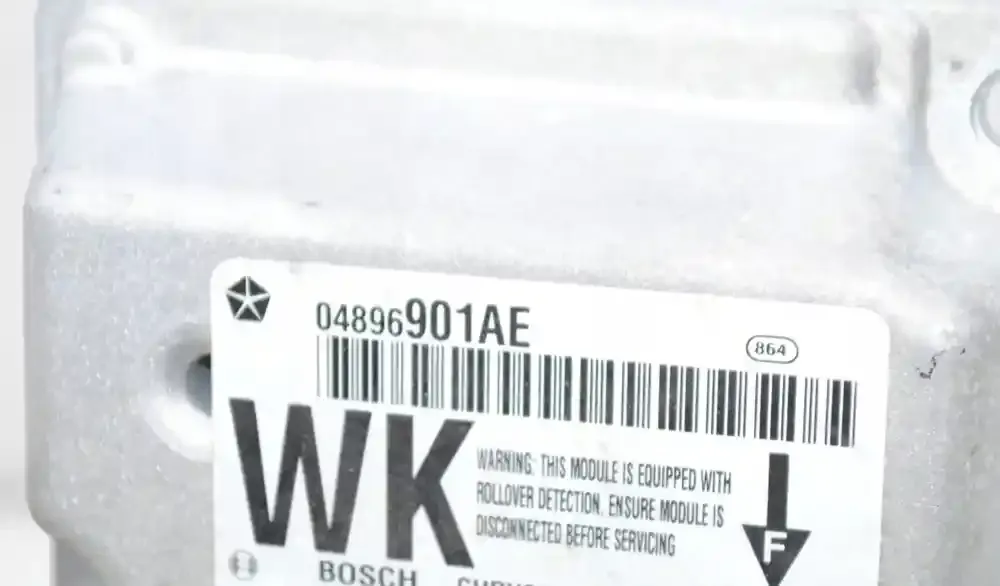 04896901AE
864
WK
WARNING: THIS MODULE IS EQUIPPED WITH
ROLLOVER DETECTION. ENSURE MODULE IS
DISCONNECTED BEFORE SERVICING
F
BOSCH